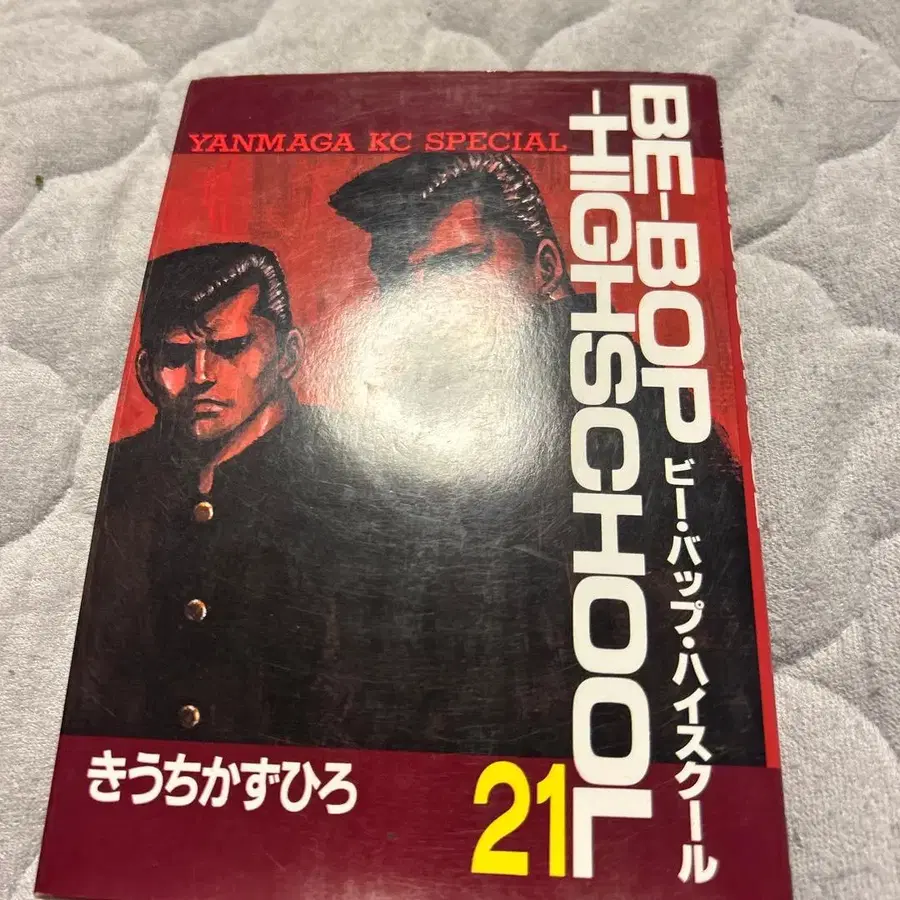 YANMAGA KC SPECIAL
BE-BOP
-HIGHSCHOOL
ビー・バップ・ハイスクール
21
きうちかずひろ